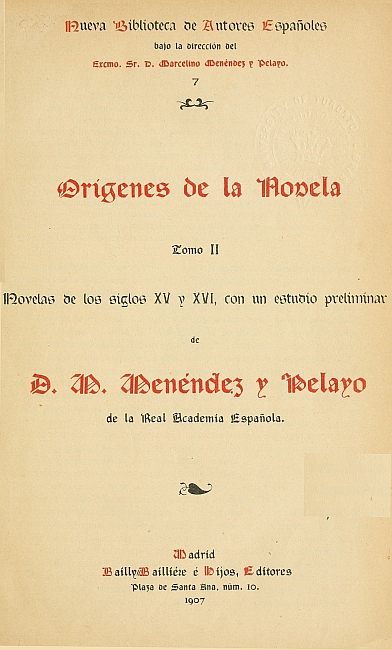 Nueva Biblioteca de Autores Españoles
bajo la dirección del
Excmo. Sr. D. Marcelino Menéndez y Pelayo.
7
Orígenes de la Novela
Tomo II
Novelas de los siglos XV y XVI, con un estudio preliminar
de
D. M. Menéndez y Pelayo
de la Real Academia Española.
Madrid
Bailly Bailliére é Hijos, Editores
Plaza de Santa Ana, núm. 10.
1907